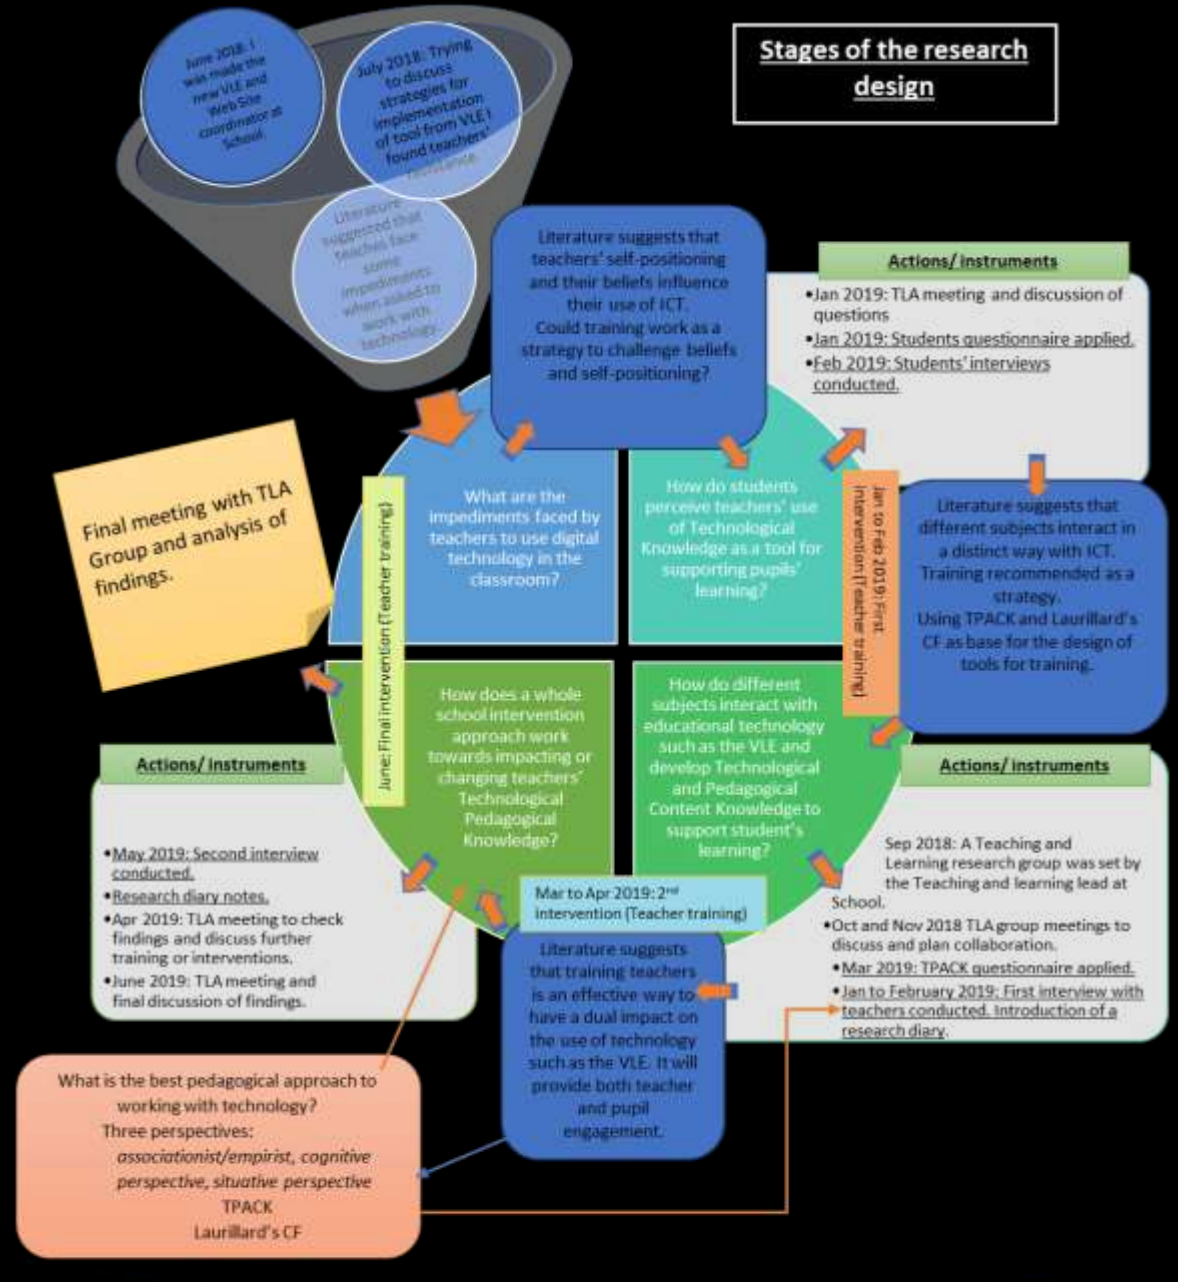 Stages of the research
design
June 2018: I
was made the
new VLE and
Web Site
coordinator at
School.
July 2018: Trying
to discuss
strategies for
implementation
of tool from VLE I
found teachers'
resistance.
Literature
suggested that
teaches face
some
impediments
when asked to
work with
technology.
Literature suggests that
teachers' self-positioning
and their beliefs influence
their use of ICT.
Could training work as a
strategy to challenge beliefs
and self-positioning?
Actions/ instruments
•Jan 2019: TLA meeting and discussion of
questions
•Jan 2019: Students questionnaire applied.
•Feb 2019: Students' interviews
conducted.
What are the
impediments faced by
teachers to use digital
technology in the
classroom?
How do students
perceive teachers' use
of Technological
Knowledge as a tool for
supporting pupils'
learning?
Jan to Feb 2019: First
intervention (Teacher training)
Literature suggests that
different subjects interact in
a distinct way with ICT.
Training recommended as a
strategy.
Using TPACK and Laurillard's
CF as base for the design of
tools for training.
Final meeting with TLA
Group and analysis of
findings.
June: Final intervention (Teacher training)
How does a whole
school intervention
approach work
towards impacting or
changing teachers'
Technological
Pedagogical
Knowledge?
How do different
subjects interact with
educational technology
such as the VLE and
develop Technological
and Pedagogical
Content Knowledge to
support student's
learning?
Actions/ instruments
Sep 2018: A Teaching and
Learning research group was set by
the Teaching and learning lead at
School.
•Oct and Nov 2018 TLA group meetings to
discuss and plan collaboration.
•Mar 2019: TPACK questionnaire applied.
•Jan to February 2019: First interview with
teachers conducted. Introduction of a
research diary.
Actions/ instruments
•May 2019: Second interview
conducted.
•Research diary notes.
•Apr 2019: TLA meeting to check
findings and discuss further
training or interventions.
•June 2019: TLA meeting and
final discussion of findings.
Mar to Apr 2019: 2nd
intervention (Teacher training)
Literature suggests
that training teachers
is an effective way to
have a dual impact on
the use of technology
such as the VLE. It will
provide both teacher
and pupil
engagement.
What is the best pedagogical approach to
working with technology?
Three perspectives:
associationist/empirist, cognitive
perspective, situative perspective
TPACK
Laurillard's CF